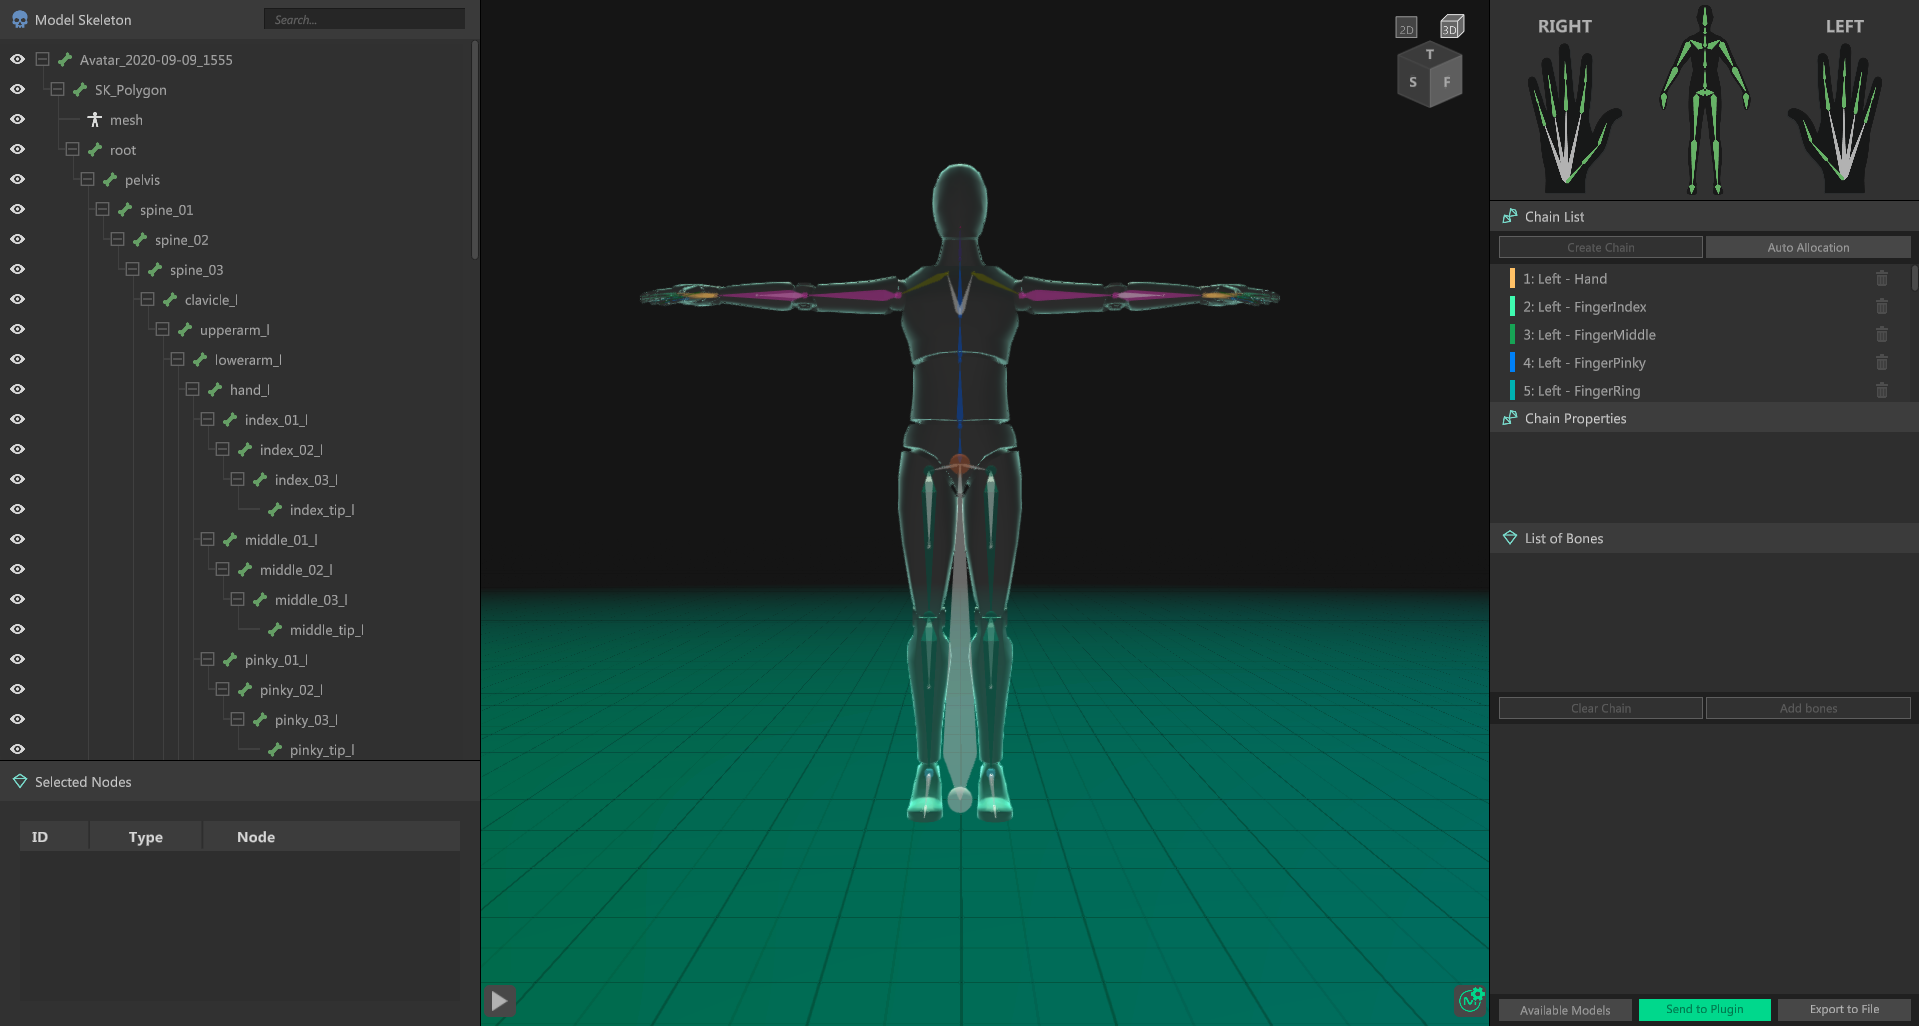 Model Skeleton
Search...
Avatar_2020-09-09_1555
SK_Polygon
mesh
root
pelvis
spine_01
spine_02
spine_03
clavicle_l
upperarm_l
lowerarm_l
hand_l
index_01_l
index_02_l
index_03_l
index_tip_l
middle_01_l
middle_02_l
middle_03_l
middle_tip_l
pinky_01_l
pinky_02_l
pinky_03_l
pinky_tip_l
Selected Nodes
ID Type Node
2D 3D
T
S F
RIGHT LEFT
Chain List
Create Chain Auto Allocation
1: Left - Hand
2: Left - FingerIndex
3: Left - FingerMiddle
4: Left - FingerPinky
5: Left - FingerRing
Chain Properties
List of Bones
Clear Chain Add bones
Available Models Send to Plugin Export to File